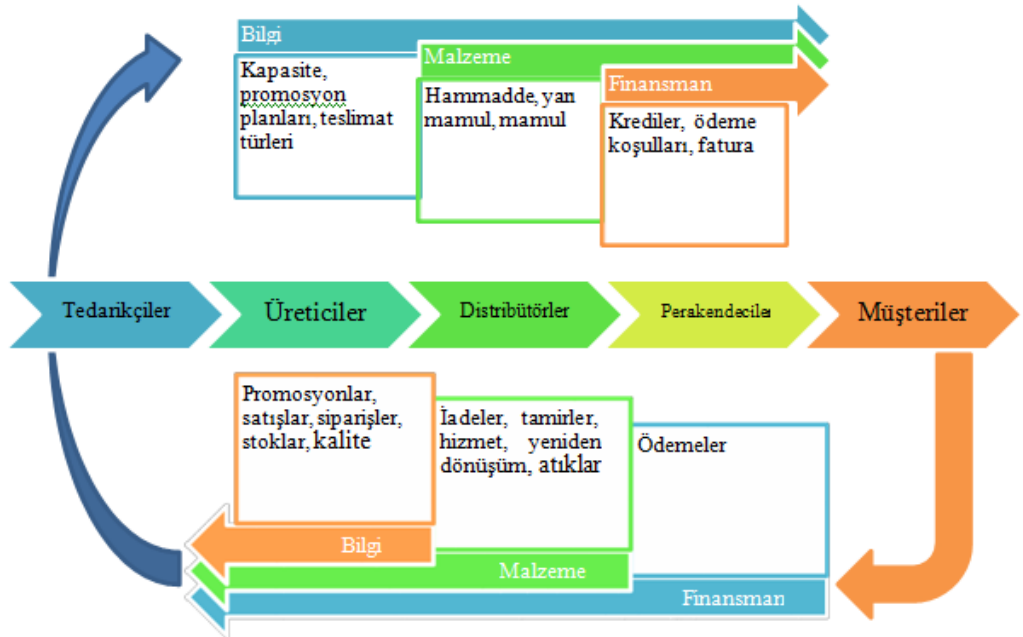 Bilgi
Kapasite,
promosyon
planları, teslimat
türleri
Malzeme
Hammadde, yarı
mamul, mamul
Finansman
Krediler, ödeme
koşulları, fatura
Tedarikçiler
Üreticiler
Distribütörler
Perakendeciler
Müşteriler
Promosyonlar,
satışlar, siparişler,
stoklar, kalite
Bilgi
İadeler, tamirler,
hizmet, yeniden
dönüşüm, atıklar
Malzeme
Ödemeler
Finansman